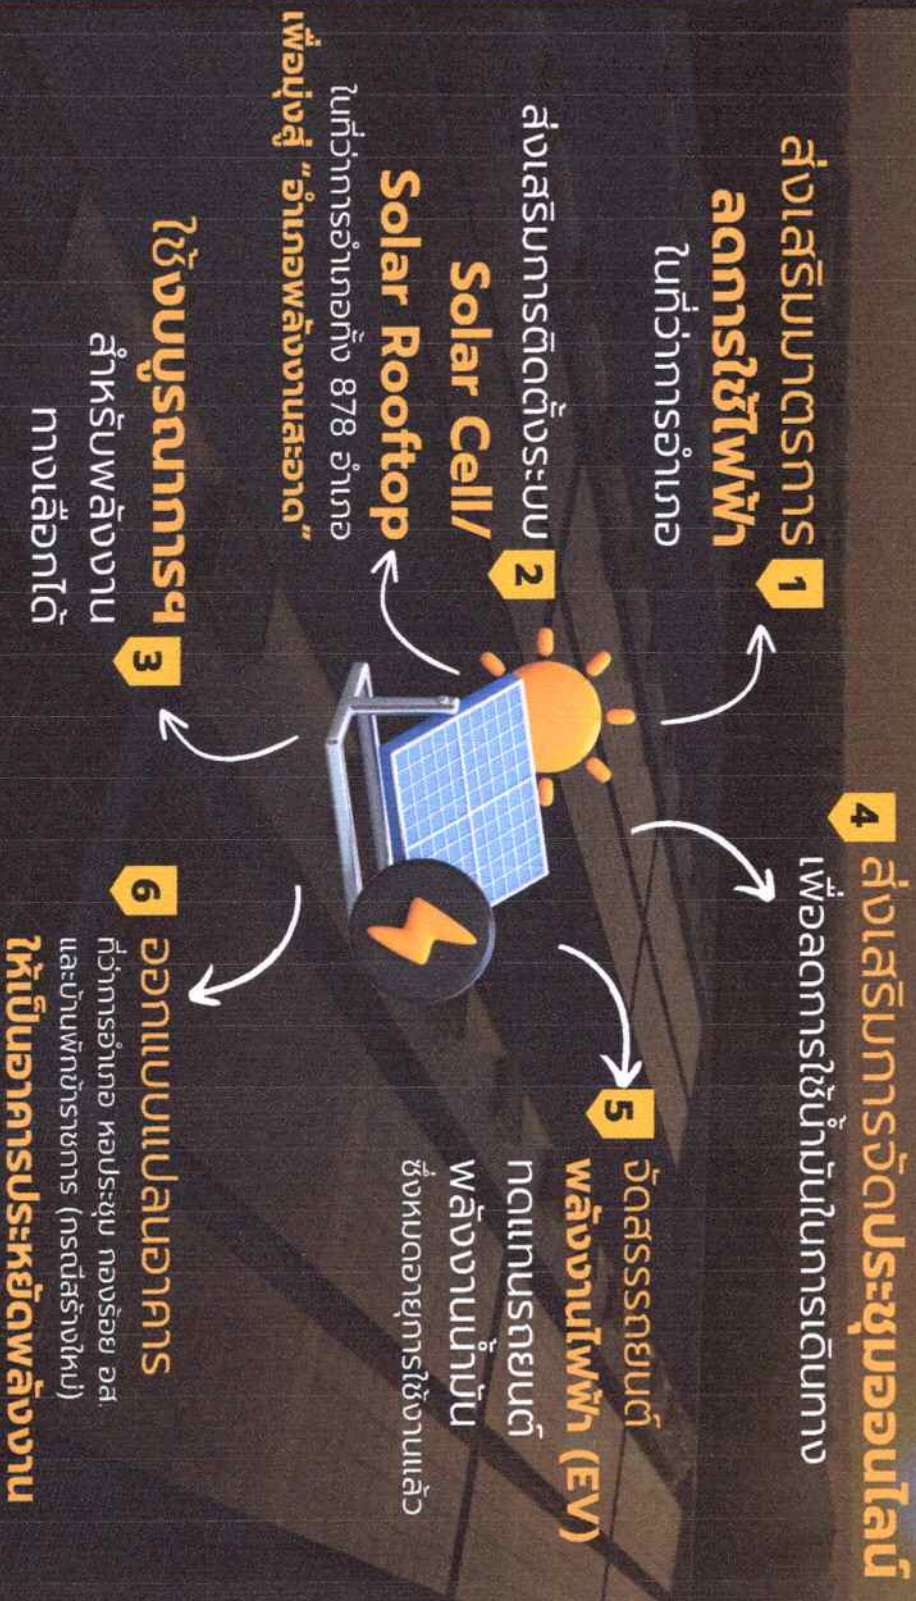 1
ส่งเสริมมาตรการ
ลดการใช้ไฟฟ้า
ในที่ว่าการอำเภอ
2
ส่งเสริมการติดตั้งระบบ
Solar Cell/
Solar Rooftop
ในที่ว่าการอำเภอทั้ง 878 อำเภอ
เพื่อมุ่งสู่ "อำเภอพลังงานสะอาด"
3
ใช้งบบูรณาการฯ
สำหรับพลังงาน
ทางเลือกได้
4 ส่งเสริมการจัดประชุมออนไลน์
เพื่อลดการใช้น้ำมันในการเดินทาง
5
จัดสรรรถยนต์
พลังงานไฟฟ้า (EV)
ทดแทนรถยนต์
พลังงานน้ำมัน
ซึ่งหมดอายุการใช้งานแล้ว
6 ออกแบบแปลนอาคาร
ที่ว่าการอำเภอ หอประชุม กองร้อย อส
และบ้านพักข้าราชการ (กรณีสร้างใหม่)
ให้เป็นอาคารประหยัดพลังงาน